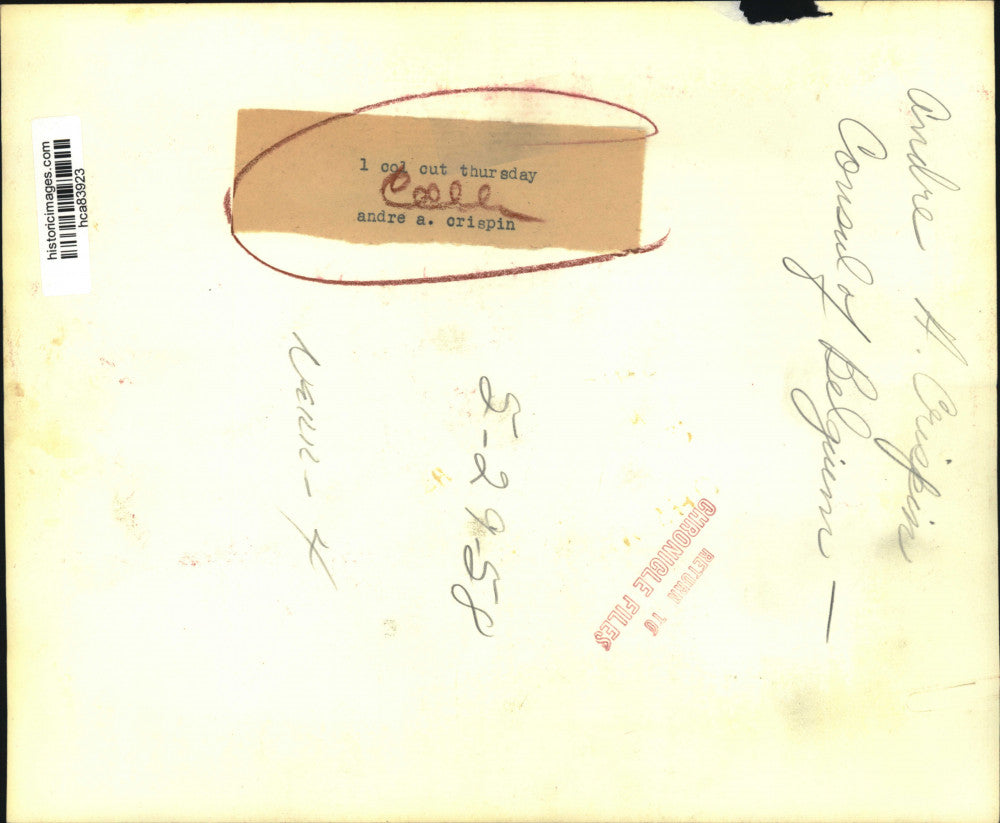 Andre A. Crispin
Consul of Belgium —
1 col cut thursday
andre a. crispin
5-29-58
RETURN TO
CHRONICLE FILES
historicimages.com
hca83923